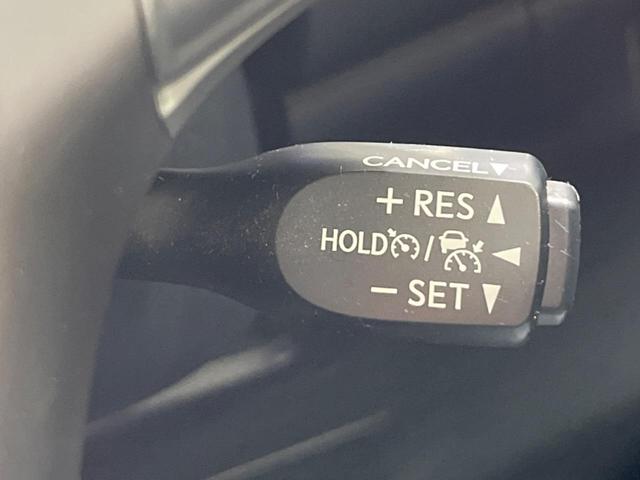 CANCEL▼
+ RES ▲
HOLD / ◀
− SET ▼